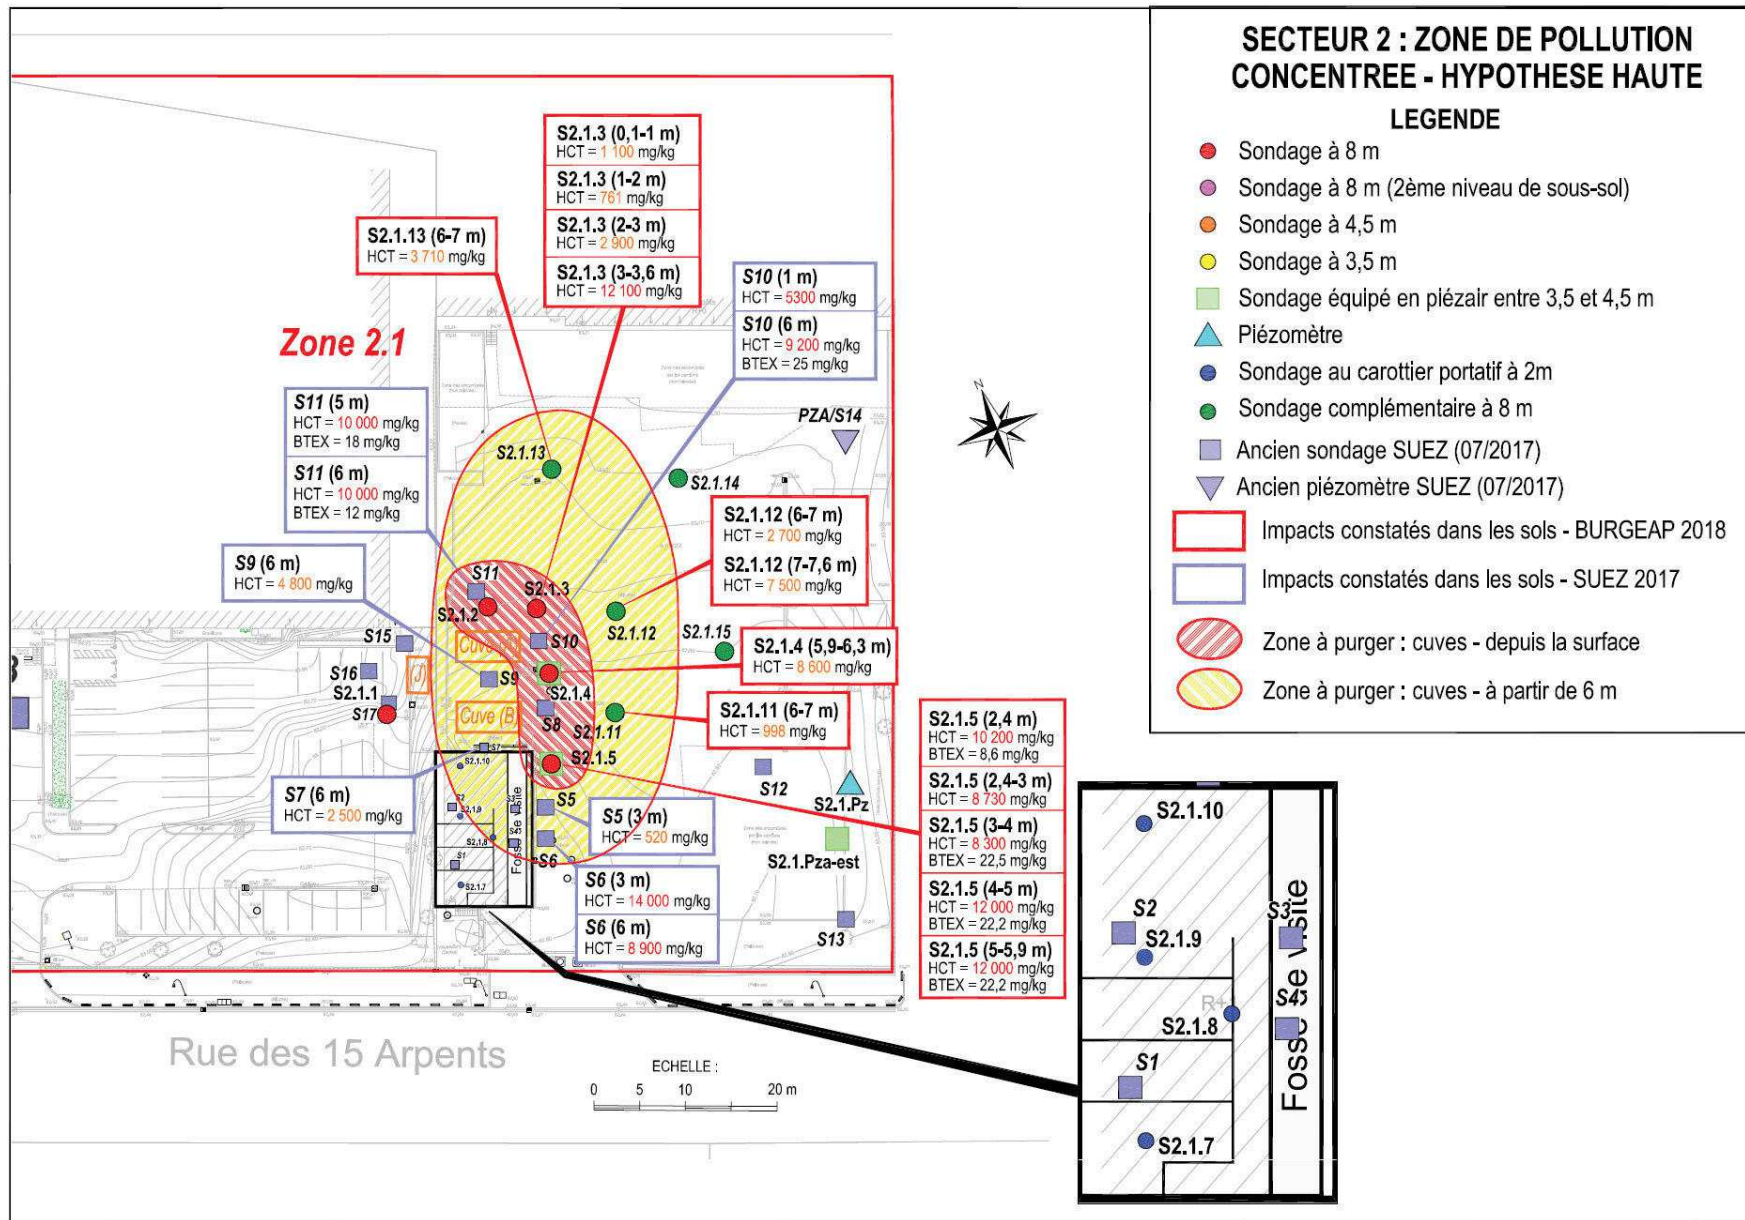 SECTEUR 2 : ZONE DE POLLUTION
CONCENTREE - HYPOTHESE HAUTE
LEGENDE
Sondage à 8 m
Sondage à 8 m (2ème niveau de sous-sol)
Sondage à 4,5 m
Sondage à 3,5 m
Sondage équipé en piézair entre 3,5 et 4,5 m
Piézomètre
Sondage au carottier portatif à 2m
Sondage complémentaire à 8 m
Ancien sondage SUEZ (07/2017)
Ancien piézomètre SUEZ (07/2017)
Impacts constatés dans les sols - BURGEAP 2018
Impacts constatés dans les sols - SUEZ 2017
Zone à purger : cuves - depuis la surface
Zone à purger : cuves - à partir de 6 m
S2.1.3 (0,1-1 m)
HCT = 1 100 mg/kg
S2.1.3 (1-2 m)
HCT = 761 mg/kg
S2.1.3 (2-3 m)
HCT = 2 900 mg/kg
S2.1.3 (3-3,6 m)
HCT = 12 100 mg/kg
S2.1.13 (6-7 m)
HCT = 3 710 mg/kg
S10 (1 m)
HCT = 5300 mg/kg
S10 (6 m)
HCT = 9 200 mg/kg
BTEX = 25 mg/kg
Zone 2.1
S11 (5 m)
HCT = 10 000 mg/kg
BTEX = 18 mg/kg
S11 (6 m)
HCT = 10 000 mg/kg
BTEX = 12 mg/kg
N
PZA/S14
S2.1.13
S2.1.14
S2.1.12 (6-7 m)
HCT = 2 700 mg/kg
S2.1.12 (7-7,6 m)
HCT = 7 500 mg/kg
S9 (6 m)
HCT = 4 800 mg/kg
S11
S2.1.3
S2.1.2
S2.1.12
S2.1.15
S10
S15
S16
S2.1.1
S17
(J)
S9
S2.1.4
S8
Cuve (B)
S2.1.11
S2.1.4 (5,9-6,3 m)
HCT = 8 600 mg/kg
S2.1.11 (6-7 m)
HCT = 998 mg/kg
S2.1.5 (2,4 m)
HCT = 10 200 mg/kg
BTEX = 8,6 mg/kg
S2.1.5 (2,4-3 m)
HCT = 8 730 mg/kg
S2.1.5 (3-4 m)
HCT = 8 300 mg/kg
BTEX = 22,5 mg/kg
S2.1.5 (4-5 m)
HCT = 12 000 mg/kg
BTEX = 22,2 mg/kg
S2.1.5 (5-5,9 m)
HCT = 12 000 mg/kg
BTEX = 22,2 mg/kg
S7
S2.1.5
S2.1.10
S12
S2.1.Pz
S2.1.Pza-est
S13
S7 (6 m)
HCT = 2 500 mg/kg
S2
S2.1.9
S3
S2.1.8
S4
S1
S2.1.7
Fosse de visite
S5
S6
S5 (3 m)
HCT = 520 mg/kg
S6 (3 m)
HCT = 14 000 mg/kg
S6 (6 m)
HCT = 8 900 mg/kg
Rue des 15 Arpents
ECHELLE :
0 5 10 20 m
S2.1.10
S2
S2.1.9
S3
R+
S2.1.8
S4
S1
S2.1.7
Fosse de visite